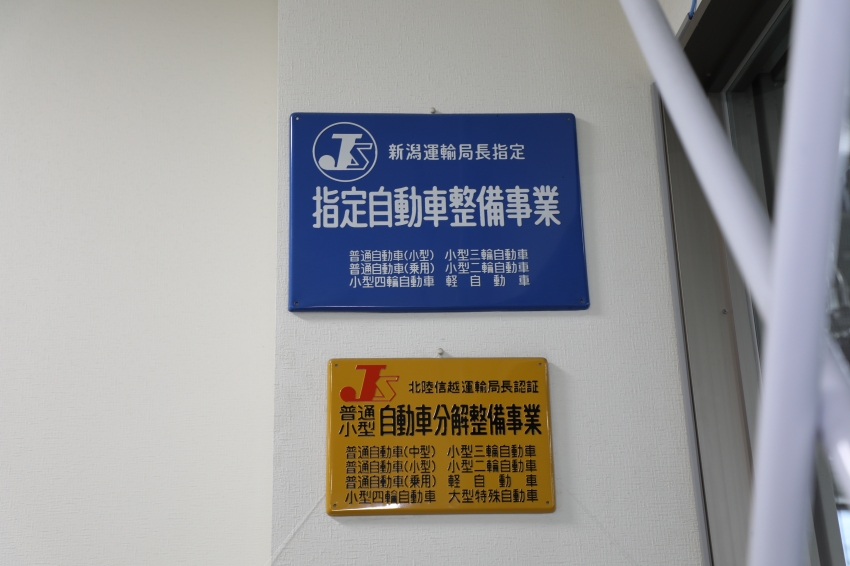 JS 新潟運輸局長指定
指定自動車整備事業
普通自動車(小型) 小型三輪自動車
普通自動車(乗用) 小型二輪自動車
小型四輪自動車 軽自動車
JS 北陸信越運輸局長認証
普通小型 自動車分解整備事業
普通自動車(中型) 小型三輪自動車
普通自動車(小型) 小型二輪自動車
普通自動車(乗用) 軽自動車
小型四輪自動車 大型特殊自動車